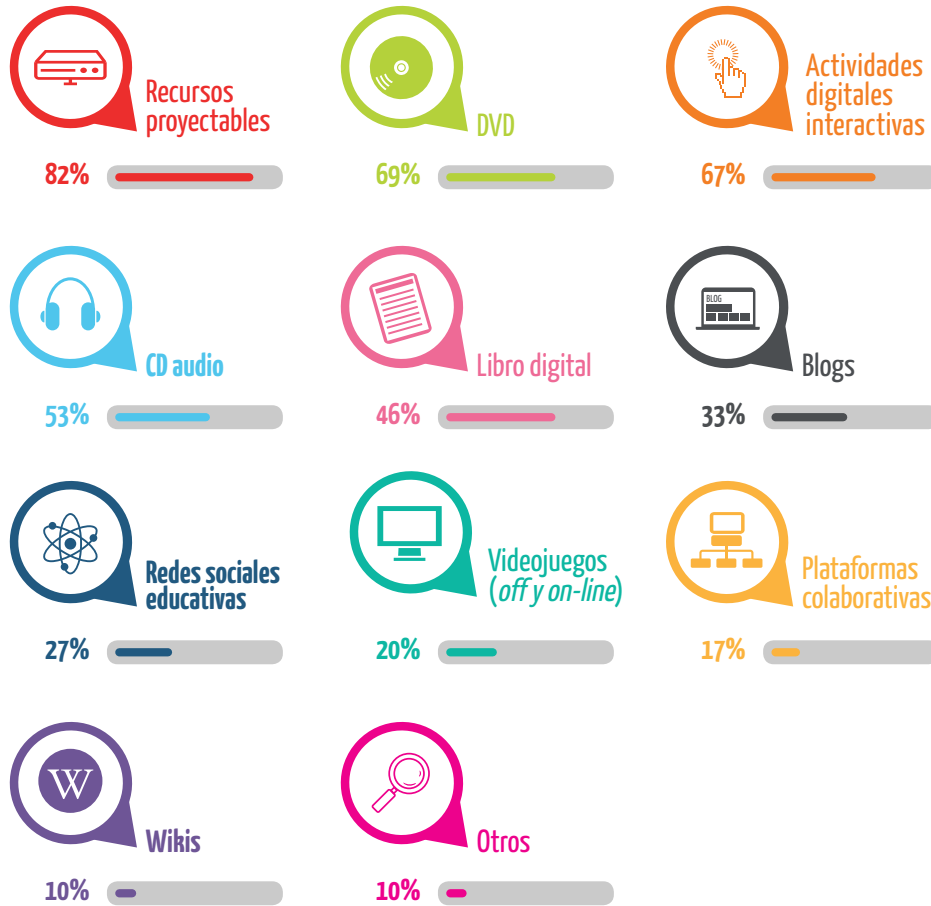 Recursos
proyectables
82%
DVD
69%
Actividades
digitales
interactivas
67%
CD audio
53%
Libro digital
46%
BLOG
Blogs
33%
Redes sociales
educativas
27%
Videojuegos
(off y on-line)
20%
Plataformas
colaborativas
17%
W
Wikis
10%
Otros
10%